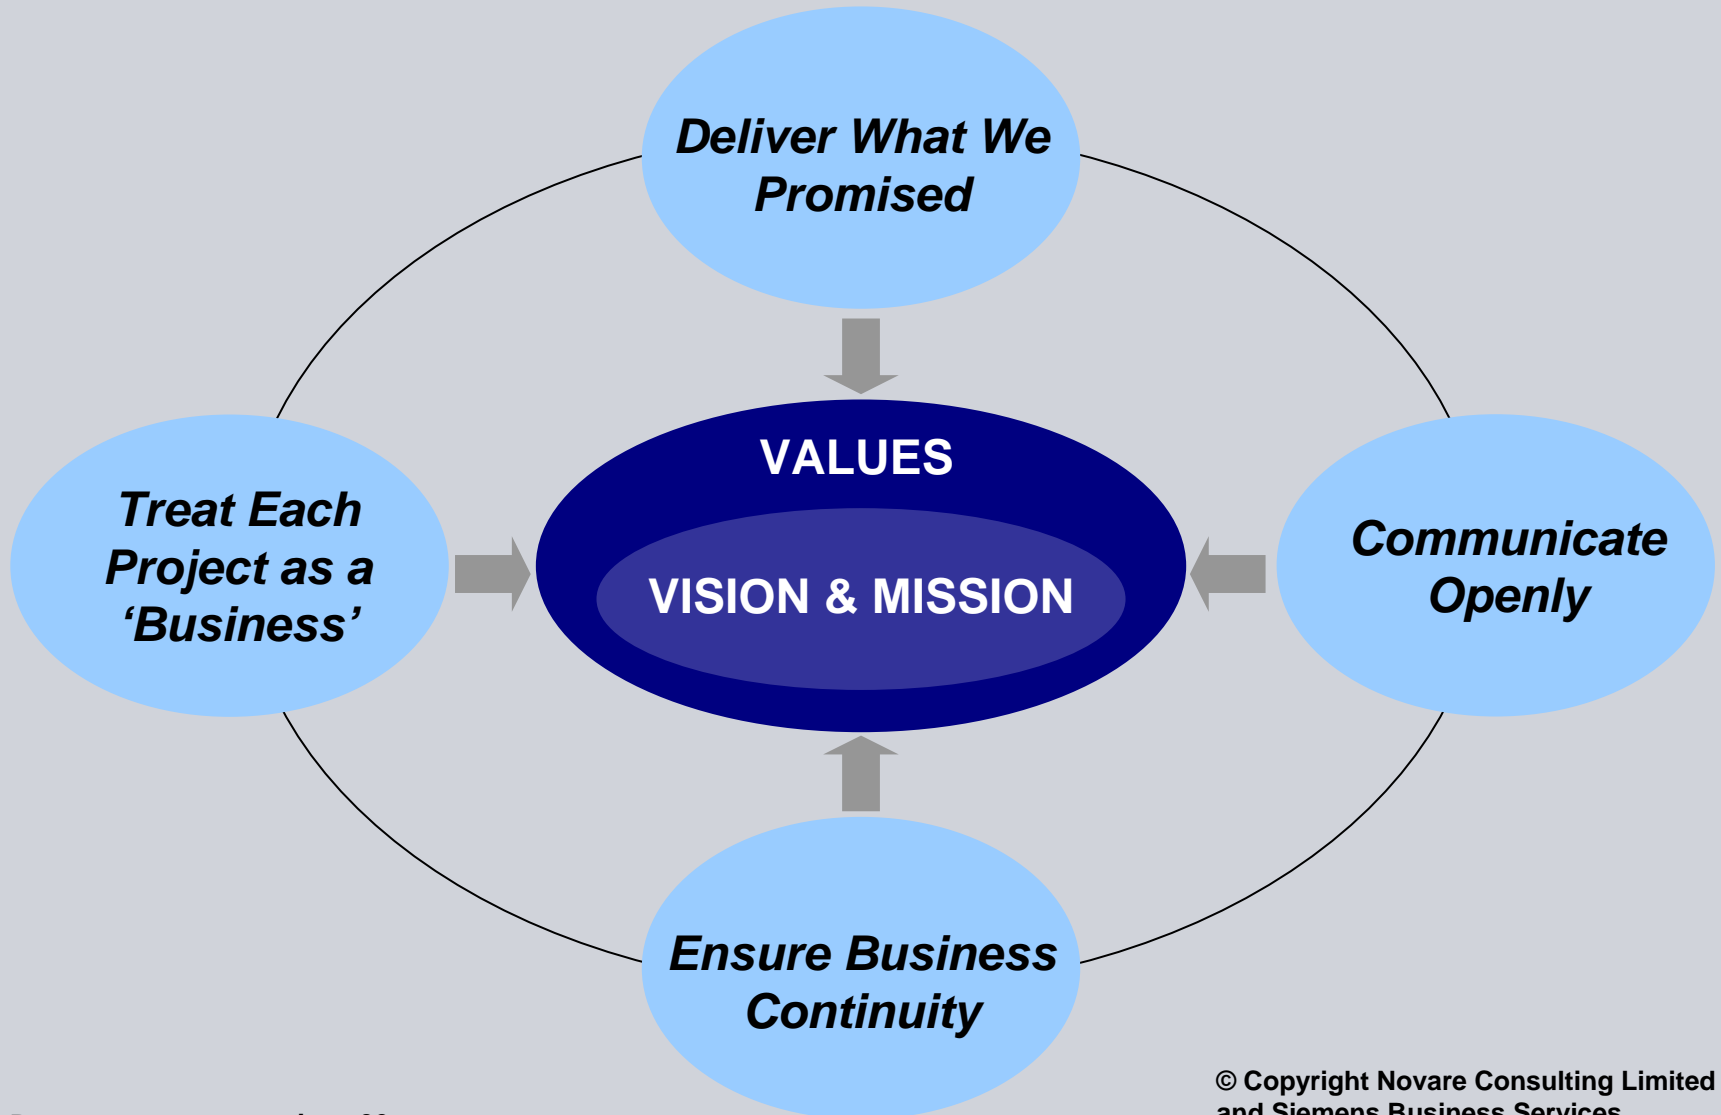 Deliver What We
Promised
VALUES
Treat Each
Project as a
‘Business’
VISION & MISSION
Communicate
Openly
Ensure Business
Continuity
© Copyright Novare Consulting Limited
and Siemens Business Services